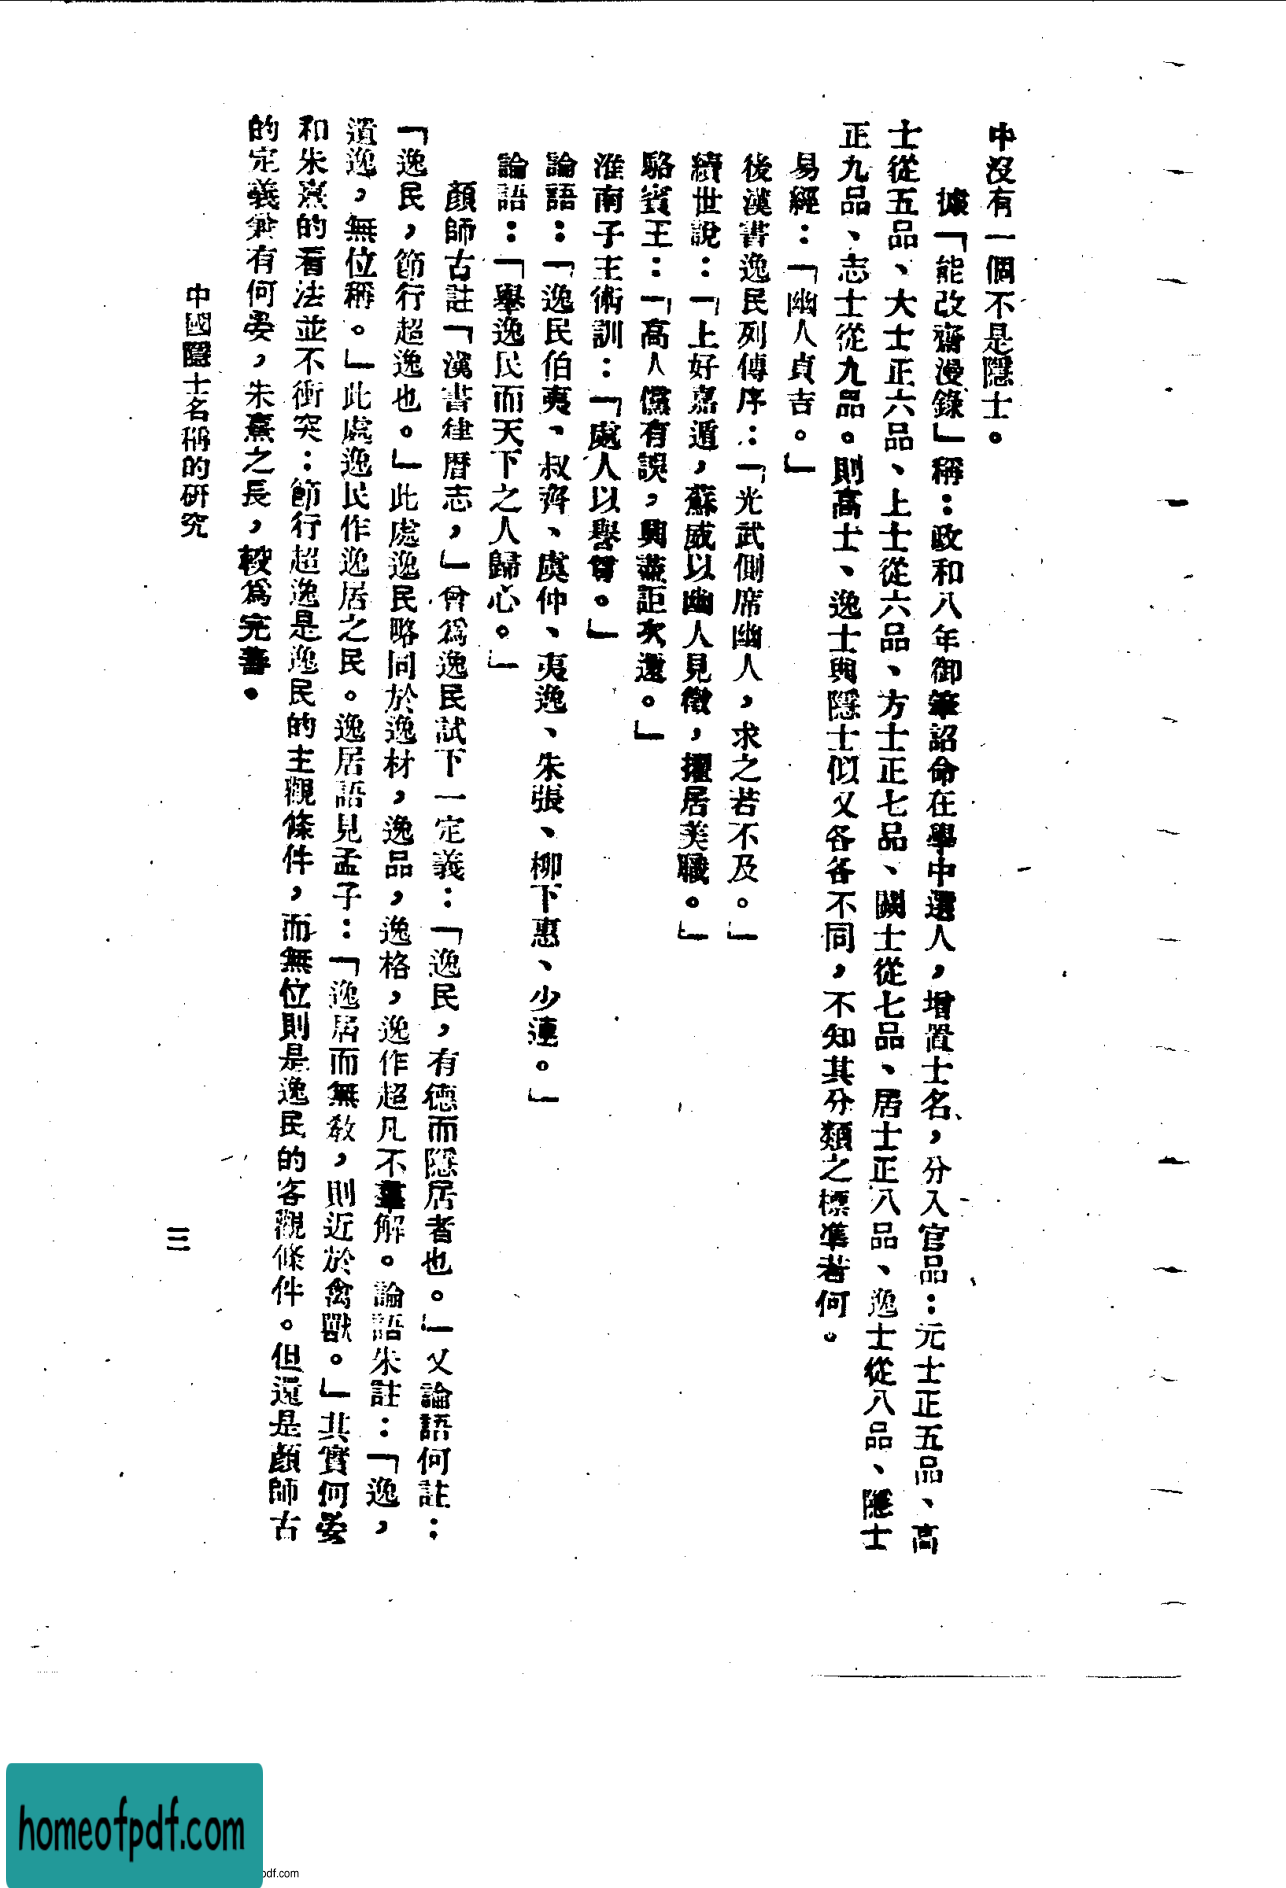 中沒有一個不是隱士。
據「能改齋漫錄」稱：政和八年御筆詔命在學中選人，增置士名，分入官品：元士正五品、高
士從五品、大士正六品、上士從六品、方士正七品、闢士從七品、居士正八品、逸士從八品、隱士
正九品、志士從九品。則高士、逸士與隱士似又各各不同，不知其分類之標準若何。
易經：「幽人貞吉。」
後漢書逸民列傳序：「光武側席幽人，求之若不及。」
續世說：「上好嘉遁，蘇威以幽人見徵，擢居美職。」
駱賓王：「高人儻有誤，興盡詎須還。」
淮南子主術訓：「處人以譽尊。」
論語：「逸民伯夷、叔齊、虞仲、夷逸、朱張、柳下惠、少連。」
論語：「舉逸民而天下之人歸心。」
顏師古註「漢書律曆志，」曾爲逸民試下一定義：「逸民，有德而隱居者也。」又論語何註：
「逸民，節行超逸也。」此處逸民略同於逸材，逸品，逸格，逸作超凡不羣解。論語朱註：「逸，
遺逸，無位稱。」此處逸民作逸居之民。逸居語見孟子：「逸居而無敎，則近於禽獸。」其實何晏
和朱熹的看法並不衝突：節行超逸是逸民的主觀條件，而無位則是逸民的客觀條件。但還是顏師古
的定義兼有何晏，朱熹之長，較爲完善。
中國隱士名稱的研究
三
homeofpdf.com
pdf.com